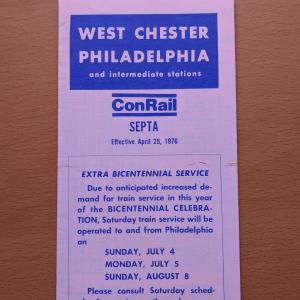 WEST CHESTER
PHILADELPHIA
and intermediate stations
ConRail
SEPTA
Effective April 25, 1976
EXTRA BICENTENNIAL SERVICE
Due to anticipated increased de-
mand for train service in this year
of the BICENTENNIAL CELEBRA-
TION, Saturday train service will be
operated to and from Philadelphia
on
SUNDAY, JULY 4
MONDAY, JULY 5
SUNDAY, AUGUST 8
Please consult Saturday sched-